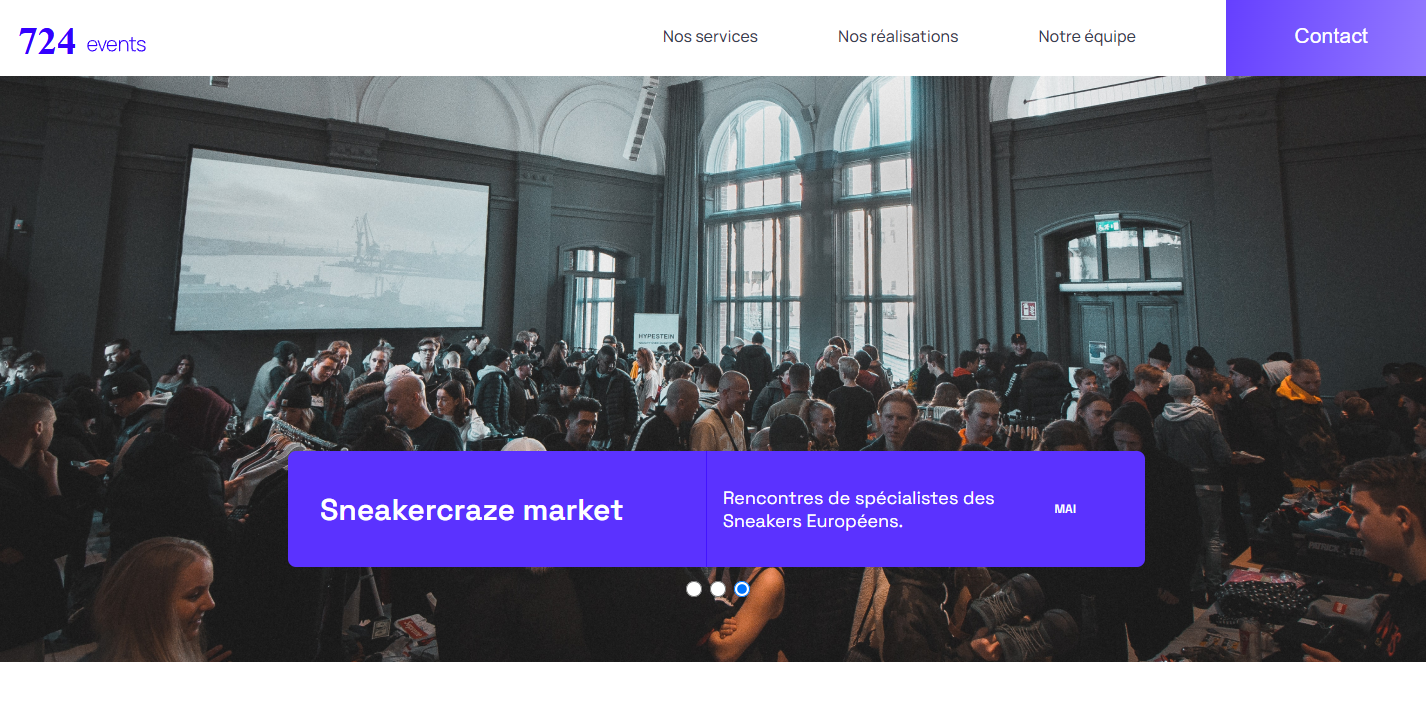 724 events
Nos services
Nos réalisations
Notre équipe
Contact
HYPESTEIN
Sneakercraze market
Rencontres de spécialistes des
Sneakers Européens.
MAI